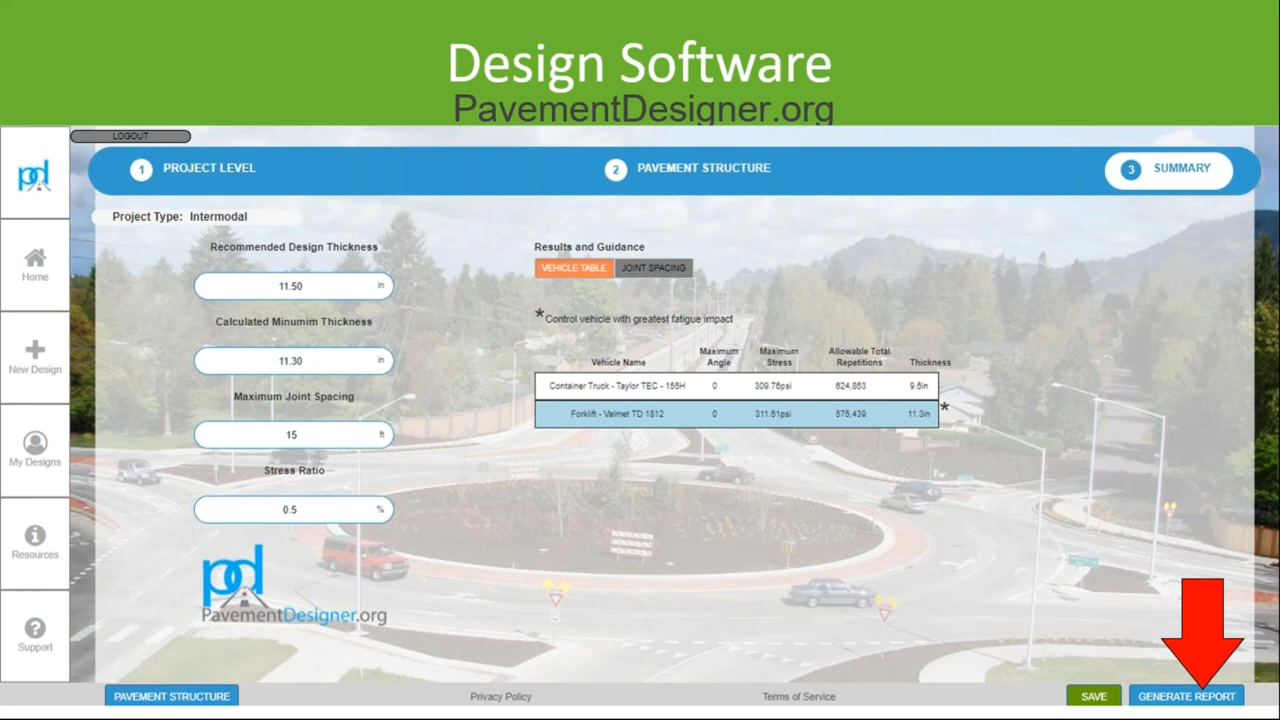 Design Software
PavementDesigner.org
LOGOUT
pd
1 PROJECT LEVEL
2 PAVEMENT STRUCTURE
3 SUMMARY
Project Type: Intermodal
Recommended Design Thickness
11.50 in
Calculated Minumim Thickness
11.30 in
Maximum Joint Spacing
15 ft
Stress Ratio
0.5 %
Results and Guidance
VEHICLE TABLE JOINT SPACING
*Control vehicle with greatest fatigue impact
Vehicle Name Maximum Angle Maximum Stress Allowable Total Repetitions Thickness
Container Truck - Taylor TEC - 155H 0 309.76psi 624,863 9.6in
Forklift - Valmet TD 1812 0 311.61psi 575,439 11.3in *
Home
New Design
My Designs
Resources
Support
pd
PavementDesigner.org
PAVEMENT STRUCTURE
Privacy Policy
Terms of Service
SAVE
GENERATE REPORT